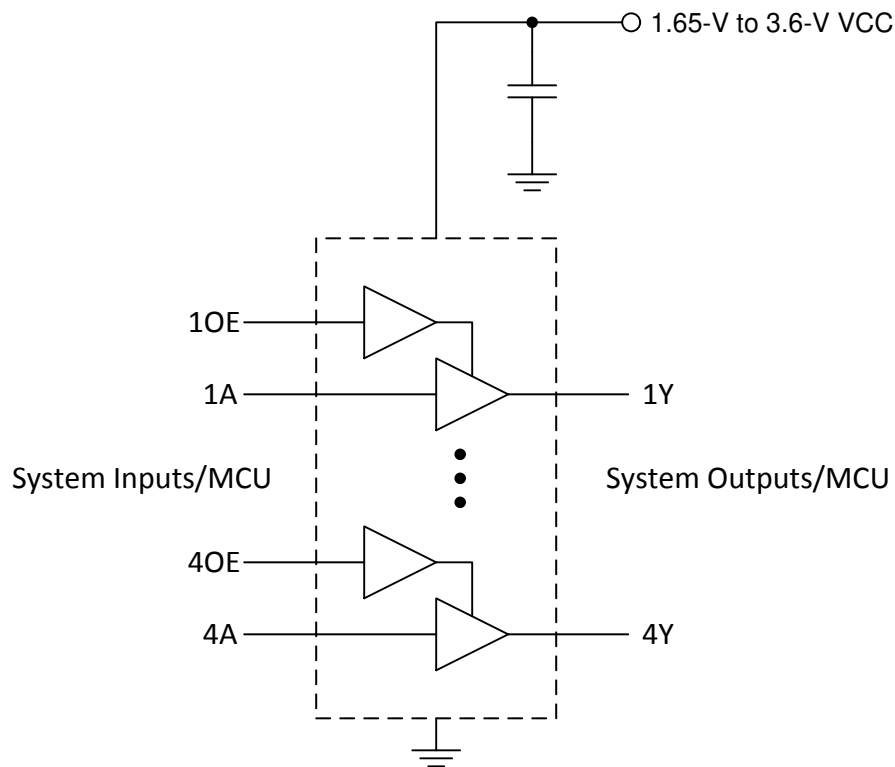 1.65-V to 3.6-V VCC
1OE
1A
1Y
System Inputs/MCU
System Outputs/MCU
4OE
4A
4Y